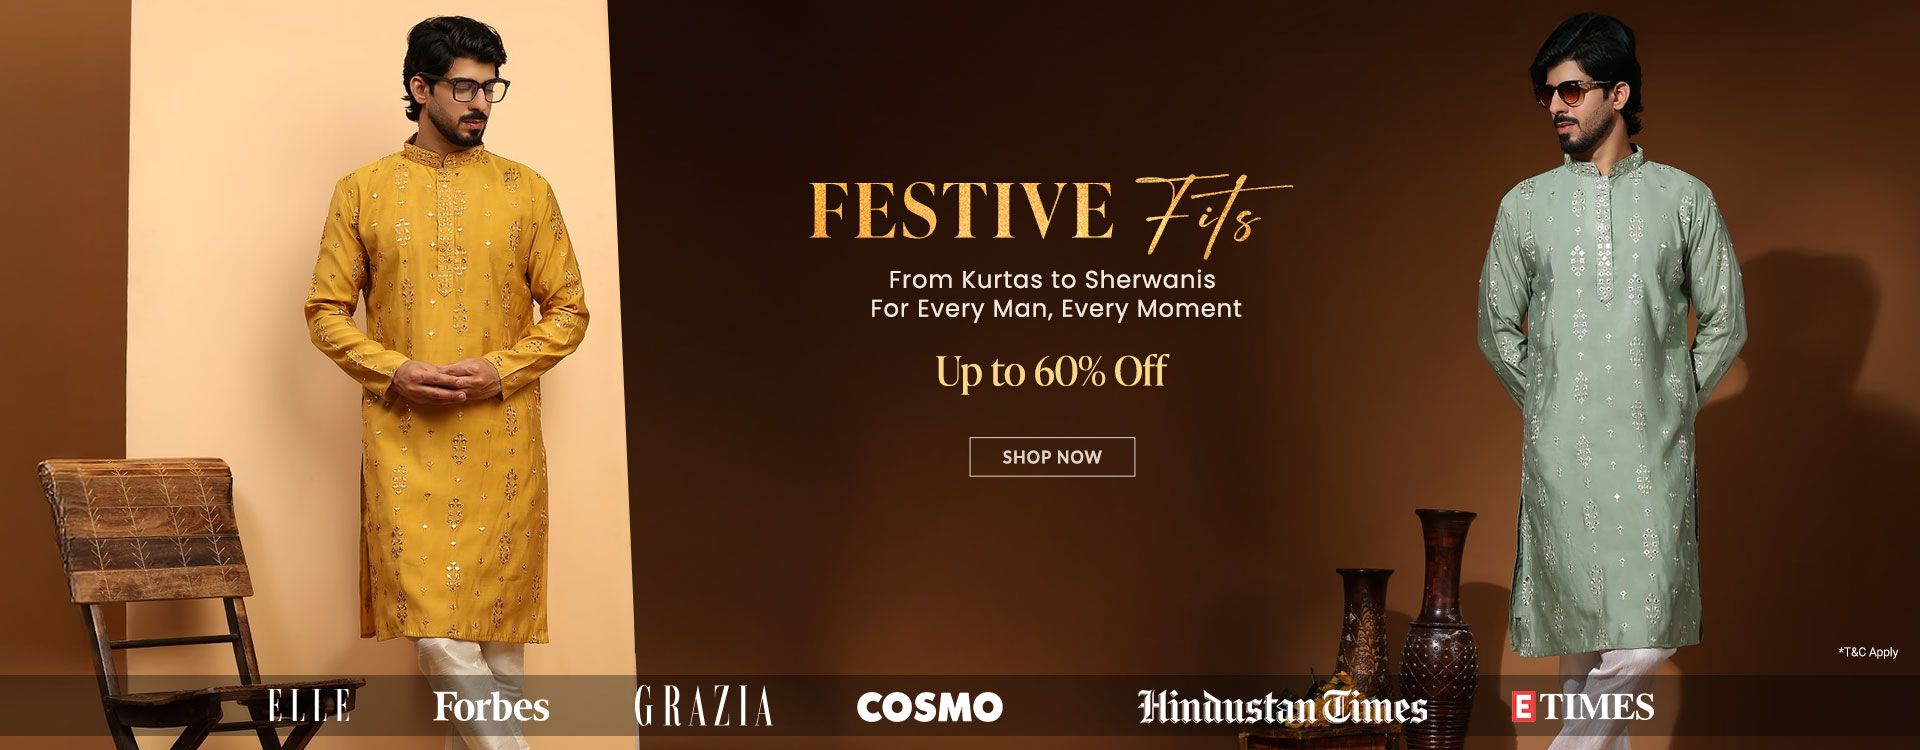 FESTIVE Fits
From Kurtas to Sherwanis
For Every Man, Every Moment
Up to 60% Off
SHOP NOW
*T&C Apply
ELLE
Forbes
GRAZIA
COSMO
Hindustan Times
E TIMES